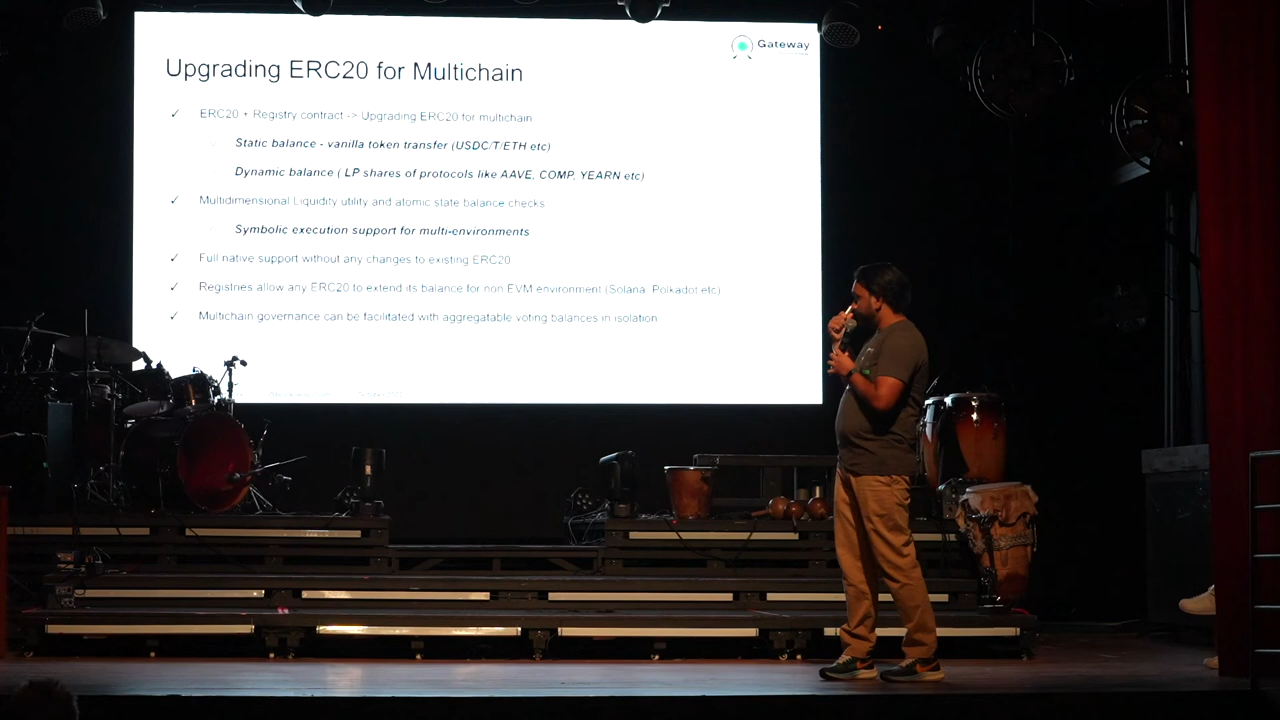 Gateway
Upgrading ERC20 for Multichain
✓ ERC20 + Registry contract -> Upgrading ERC20 for multichain
Static balance - vanilla token transfer (USDC/T/ETH etc)
Dynamic balance ( LP shares of protocols like AAVE, COMP, YEARN etc)
✓ Multidimensional Liquidity utility and atomic state balance checks
Symbolic execution support for multi-environments
✓ Full native support without any changes to existing ERC20
✓ Registries allow any ERC20 to extend its balance for non EVM environment (Solana, Polkadot etc)
✓ Multichain governance can be facilitated with aggregatable voting balances in isolation